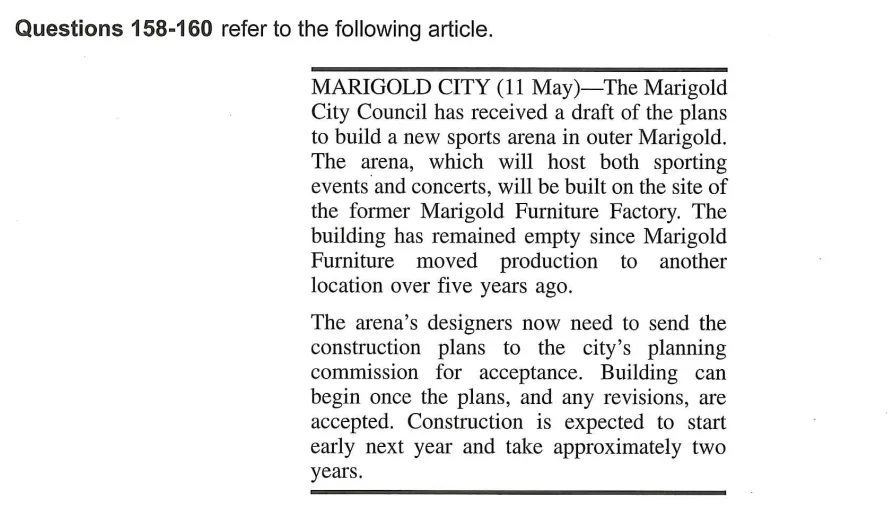 Questions 158-160 refer to the following article.
MARIGOLD CITY (11 May)—The Marigold
City Council has received a draft of the plans
to build a new sports arena in outer Marigold.
The arena, which will host both sporting
events and concerts, will be built on the site of
the former Marigold Furniture Factory. The
building has remained empty since Marigold
Furniture moved production to another
location over five years ago.
The arena's designers now need to send the
construction plans to the city's planning
commission for acceptance. Building can
begin once the plans, and any revisions, are
accepted. Construction is expected to start
early next year and take approximately two
years.